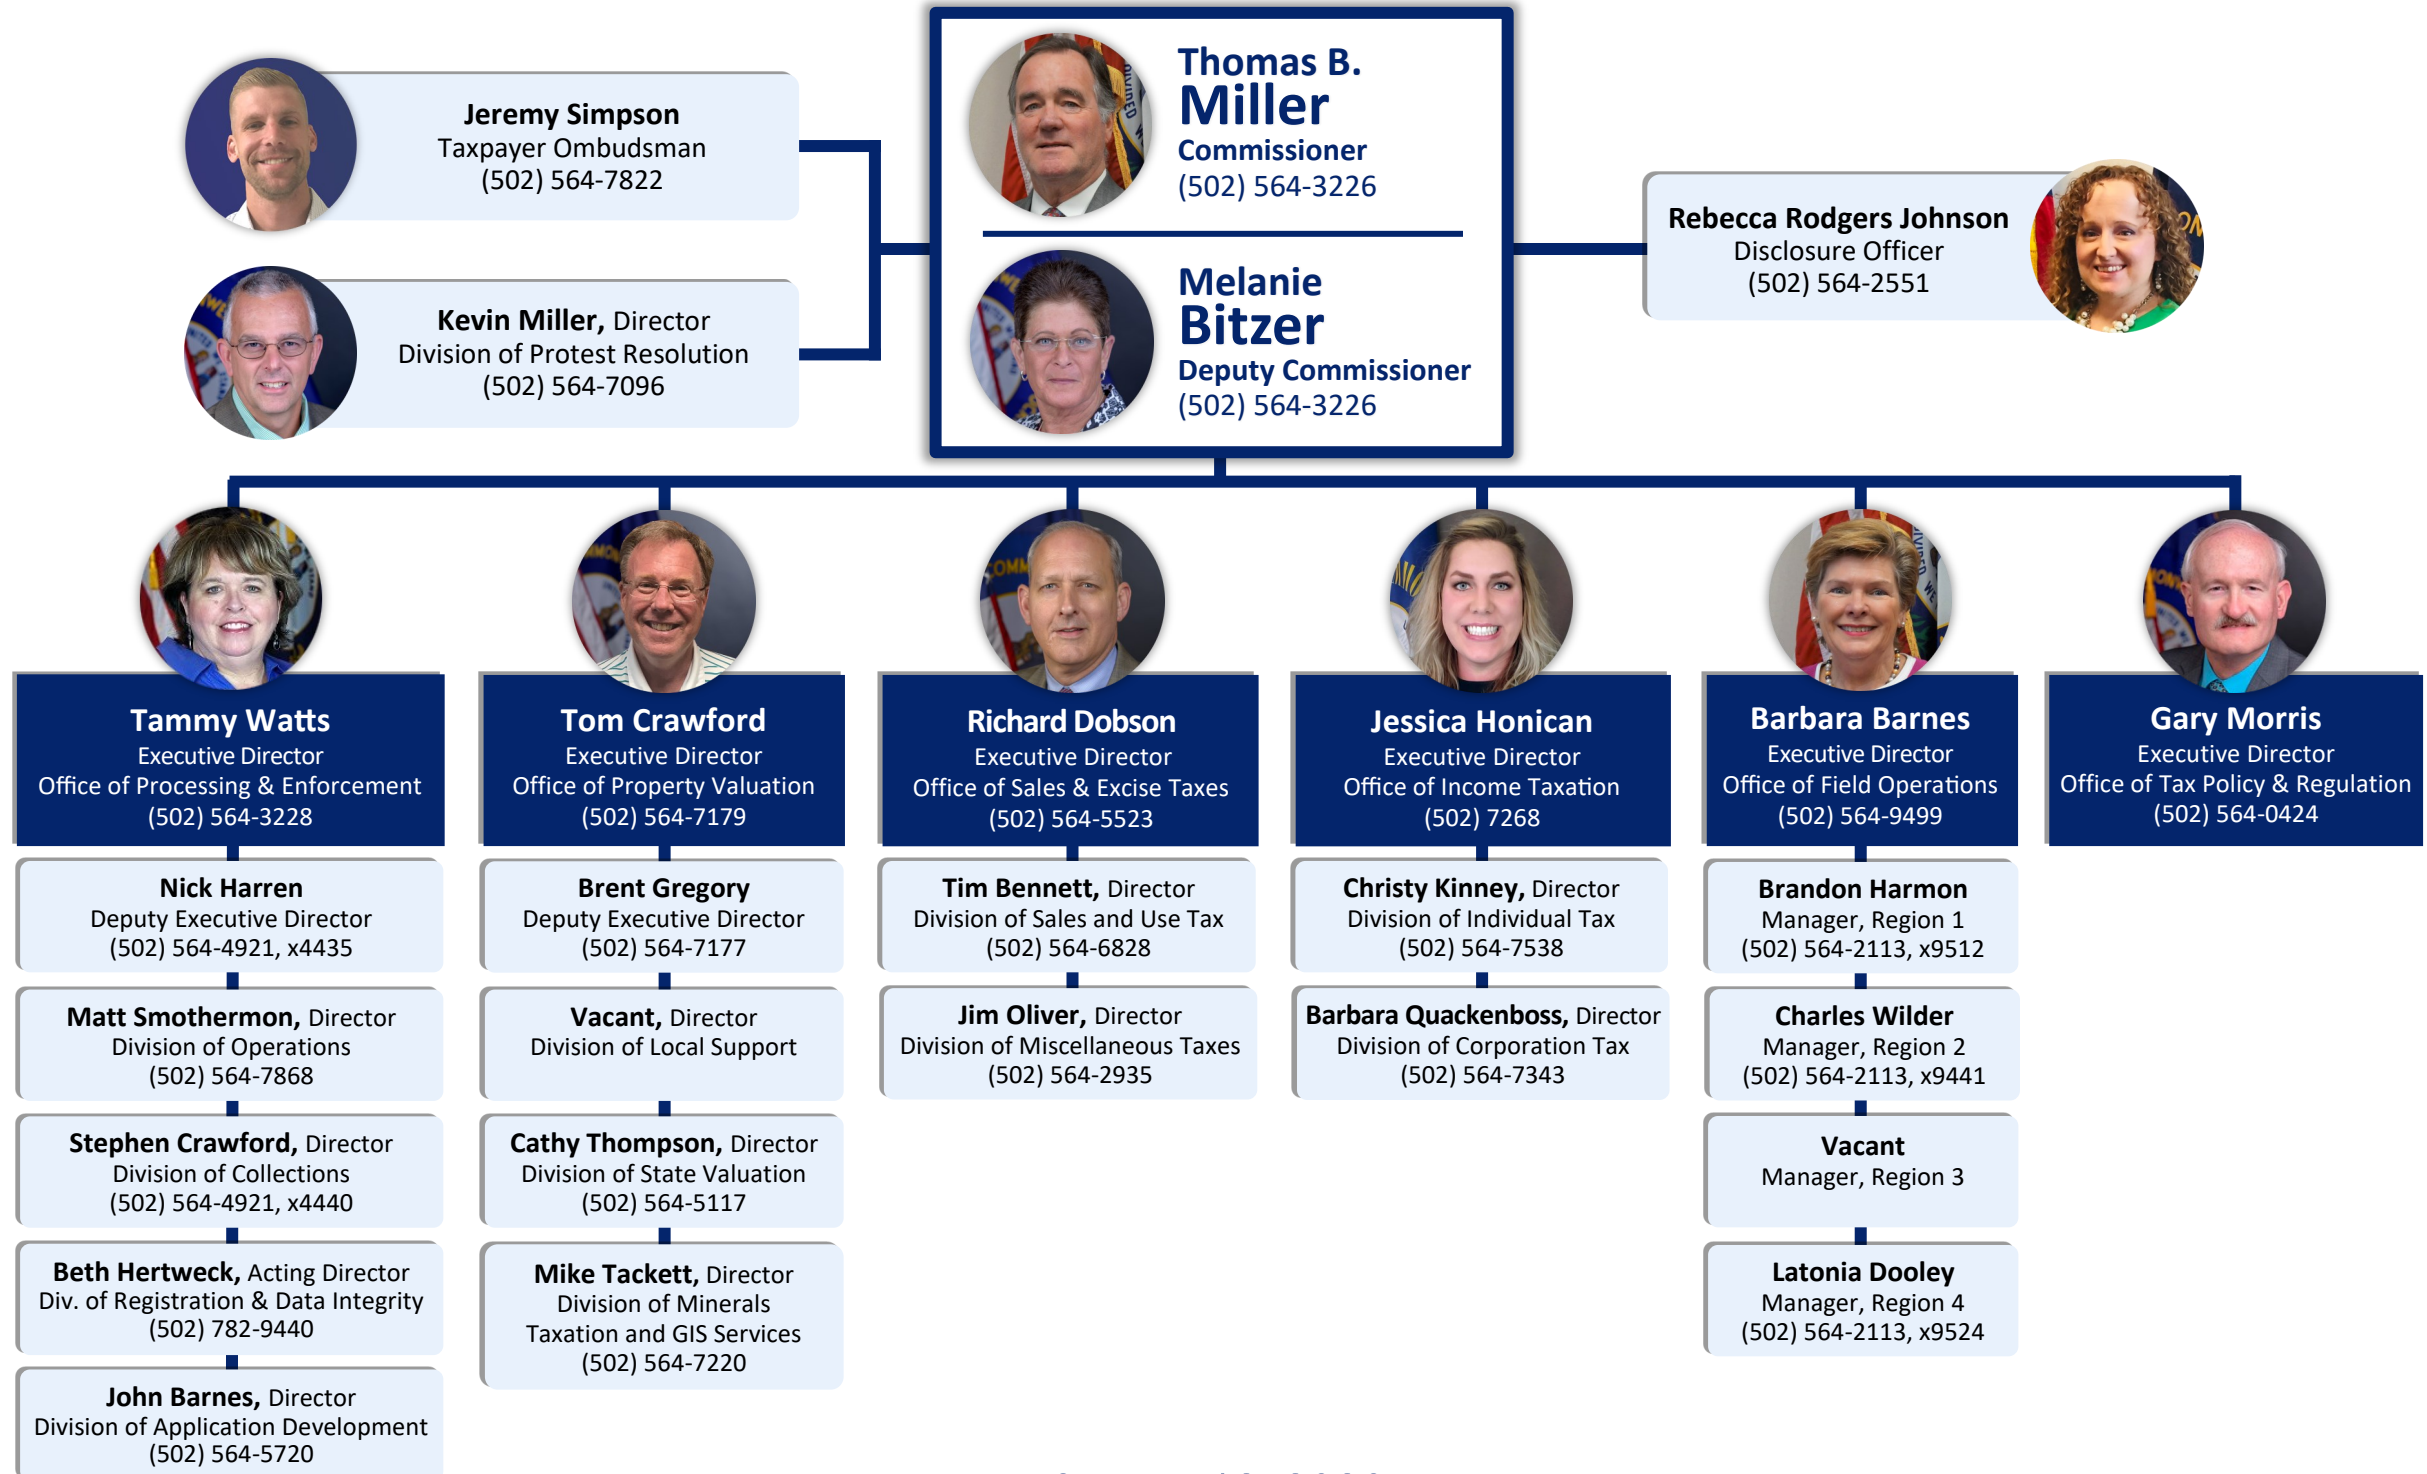 Thomas B.
Miller
Commissioner
(502) 564-3226
Melanie
Bitzer
Deputy Commissioner
(502) 564-3226
Jeremy Simpson
Taxpayer Ombudsman
(502) 564-7822
Kevin Miller, Director
Division of Protest Resolution
(502) 564-7096
Rebecca Rodgers Johnson
Disclosure Officer
(502) 564-2551
Tammy Watts
Executive Director
Office of Processing & Enforcement
(502) 564-3228
Nick Harren
Deputy Executive Director
(502) 564-4921, x4435
Matt Smothermon, Director
Division of Operations
(502) 564-7868
Stephen Crawford, Director
Division of Collections
(502) 564-4921, x4440
Beth Hertweck, Acting Director
Div. of Registration & Data Integrity
(502) 782-9440
John Barnes, Director
Division of Application Development
(502) 564-5720
Tom Crawford
Executive Director
Office of Property Valuation
(502) 564-7179
Brent Gregory
Deputy Executive Director
(502) 564-7177
Vacant, Director
Division of Local Support
Cathy Thompson, Director
Division of State Valuation
(502) 564-5117
Mike Tackett, Director
Division of Minerals
Taxation and GIS Services
(502) 564-7220
Richard Dobson
Executive Director
Office of Sales & Excise Taxes
(502) 564-5523
Tim Bennett, Director
Division of Sales and Use Tax
(502) 564-6828
Jim Oliver, Director
Division of Miscellaneous Taxes
(502) 564-2935
Jessica Honican
Executive Director
Office of Income Taxation
(502) 7268
Christy Kinney, Director
Division of Individual Tax
(502) 564-7538
Barbara Quackenboss, Director
Division of Corporation Tax
(502) 564-7343
Barbara Barnes
Executive Director
Office of Field Operations
(502) 564-9499
Brandon Harmon
Manager, Region 1
(502) 564-2113, x9512
Charles Wilder
Manager, Region 2
(502) 564-2113, x9441
Vacant
Manager, Region 3
Latonia Dooley
Manager, Region 4
(502) 564-2113, x9524
Gary Morris
Executive Director
Office of Tax Policy & Regulation
(502) 564-0424